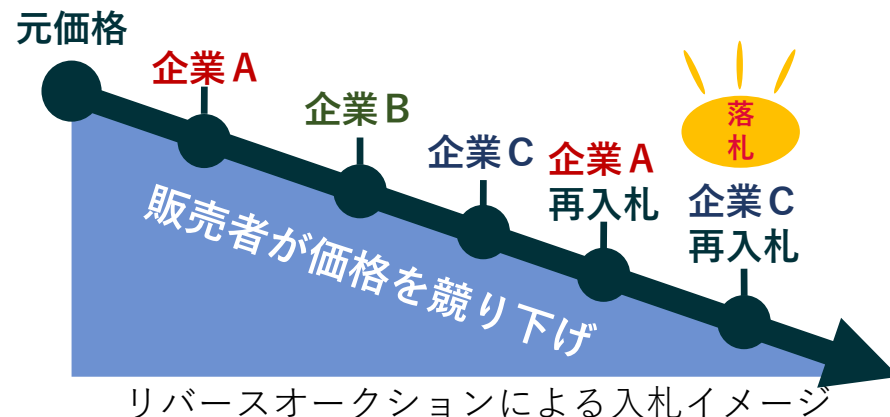 元価格
企業A
企業B
企業C
企業A
再入札
落
札
企業C
再入札
販売者が価格を競り下げ
リバースオークションによる入札イメージ